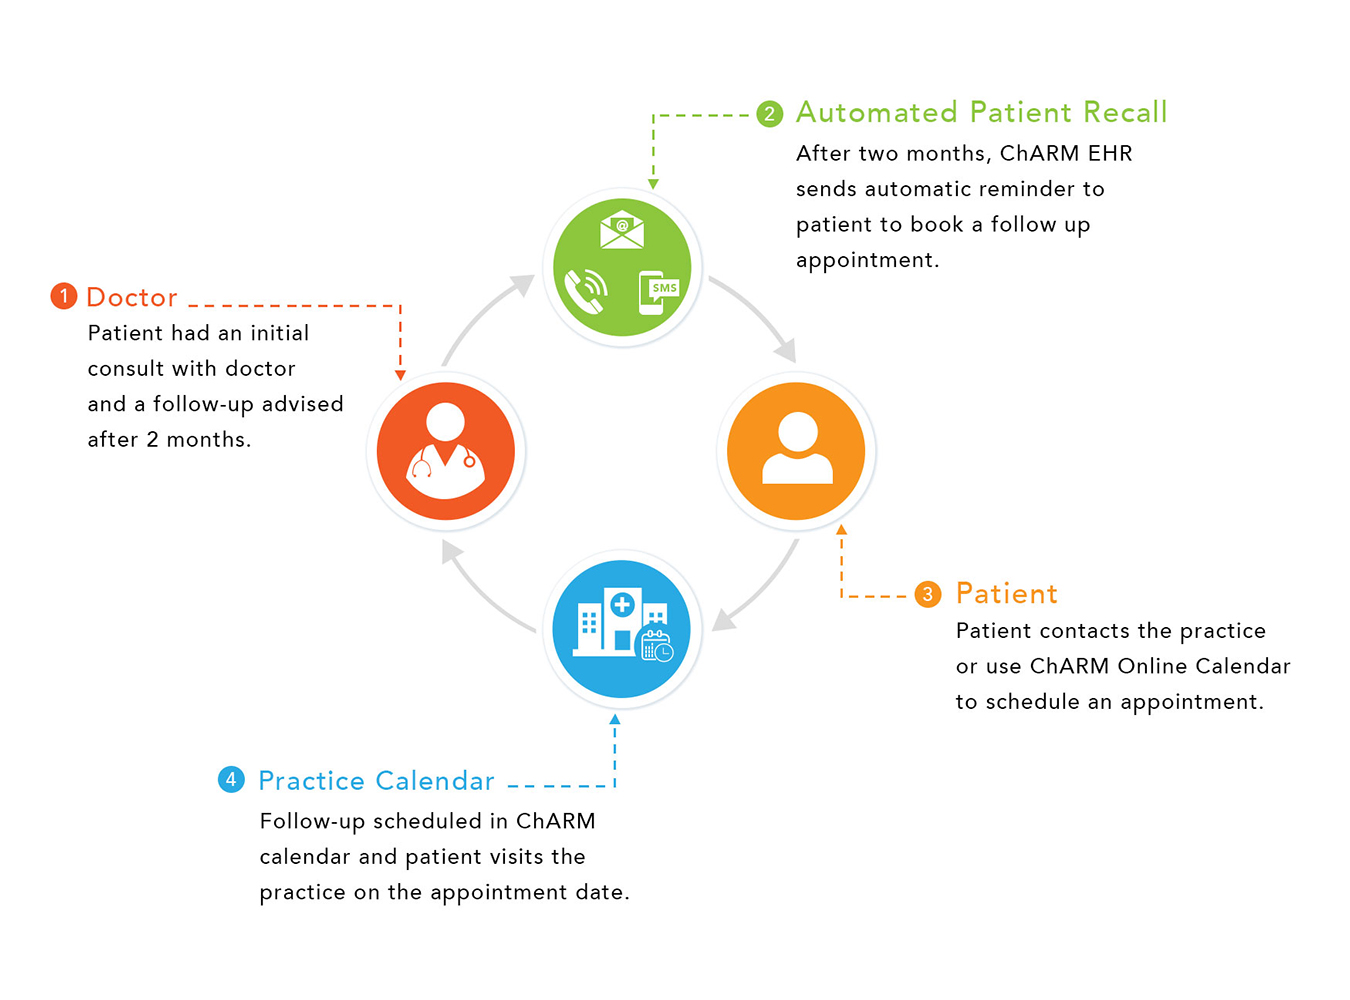 2 Automated Patient Recall
After two months, ChARM EHR
sends automatic reminder to
patient to book a follow up
appointment.
@
SMS
1 Doctor
Patient had an initial
consult with doctor
and a follow-up advised
after 2 months.
3 Patient
Patient contacts the practice
or use ChARM Online Calendar
to schedule an appointment.
4 Practice Calendar
Follow-up scheduled in ChARM
calendar and patient visits the
practice on the appointment date.